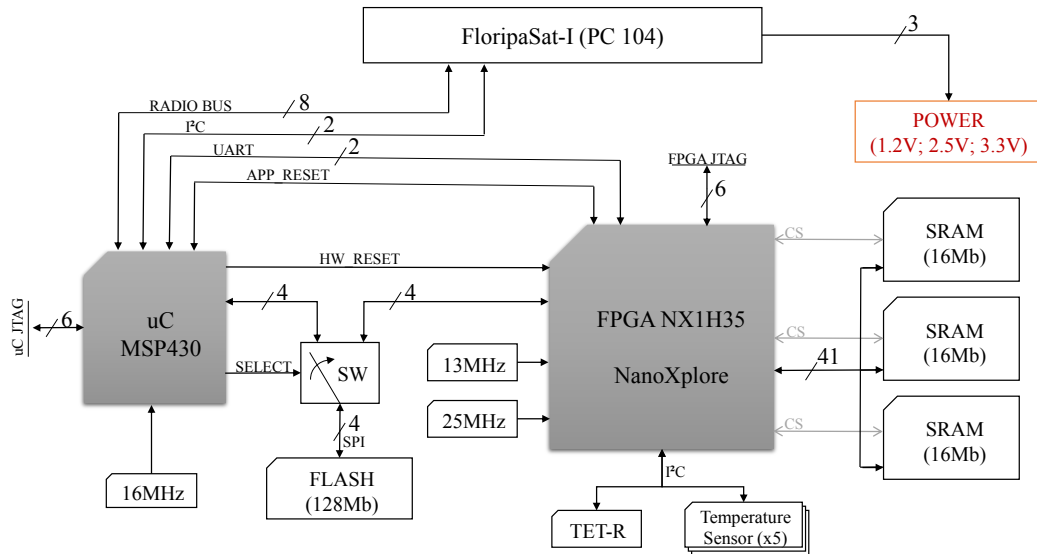 FloripaSat-I (PC 104)
3
POWER
(1.2V; 2.5V; 3.3V)
RADIO BUS
8
I²C
2
UART
2
APP_RESET
FPGA JTAG
6
HW_RESET
4
4
uC JTAG
6
uC
MSP430
SELECT
SW
4
SPI
FLASH
(128Mb)
16MHz
13MHz
25MHz
FPGA NX1H35
NanoXplore
CS
SRAM
(16Mb)
CS
41
SRAM
(16Mb)
CS
SRAM
(16Mb)
I²C
TET-R
Temperature
Sensor (x5)